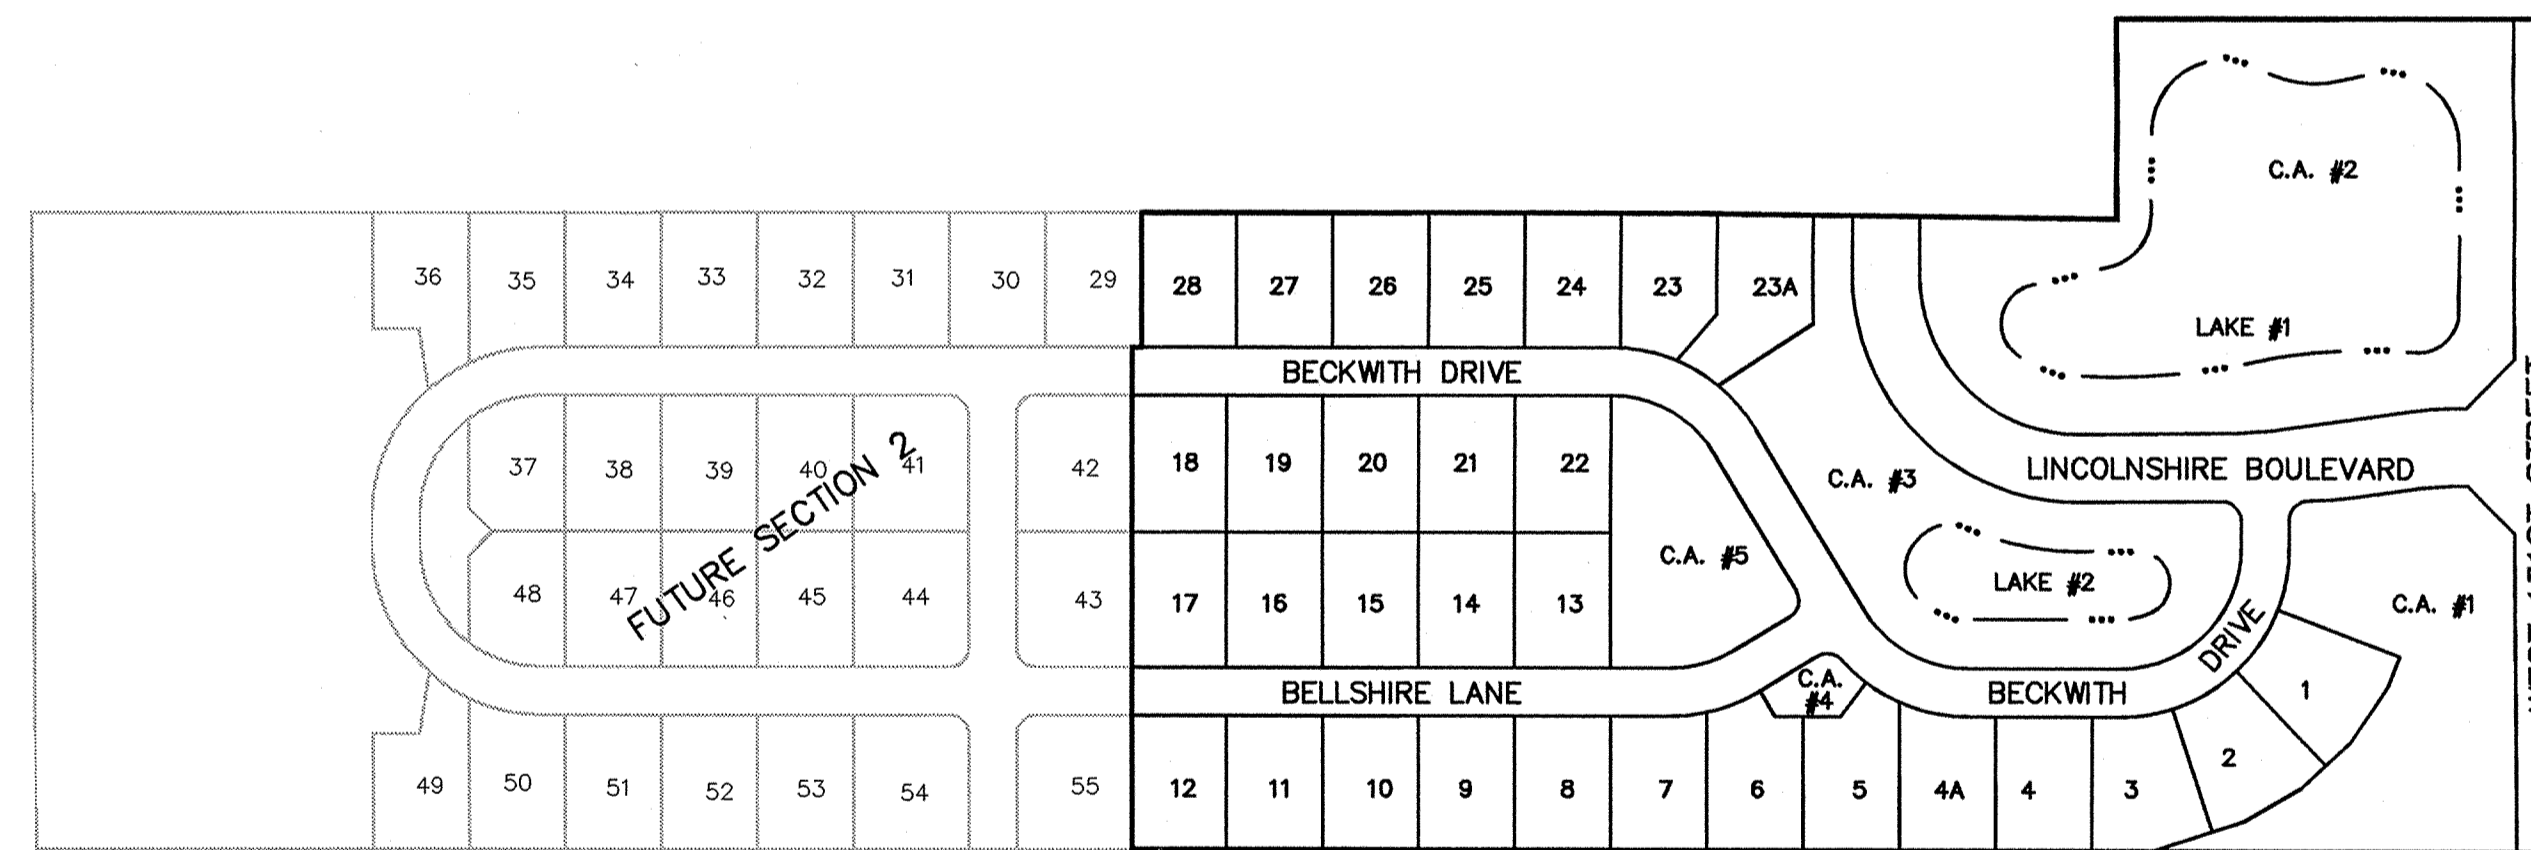 C.A. #2
LAKE #1
36 35 34 33 32 31 30 29 28 27 26 25 24 23 23A
BECKWITH DRIVE
37 38 39 40 41 42 18 19 20 21 22
C.A. #3
LINCOLNSHIRE BOULEVARD
FUTURE SECTION 2
C.A. #5
LAKE #2
48 47 46 45 44 43 17 16 15 14 13
C.A. #1
BELLSHIRE LANE
C.A.
#4
BECKWITH DRIVE
1
2
49 50 51 52 53 54 55 12 11 10 9 8 7 6 5 4A 4 3